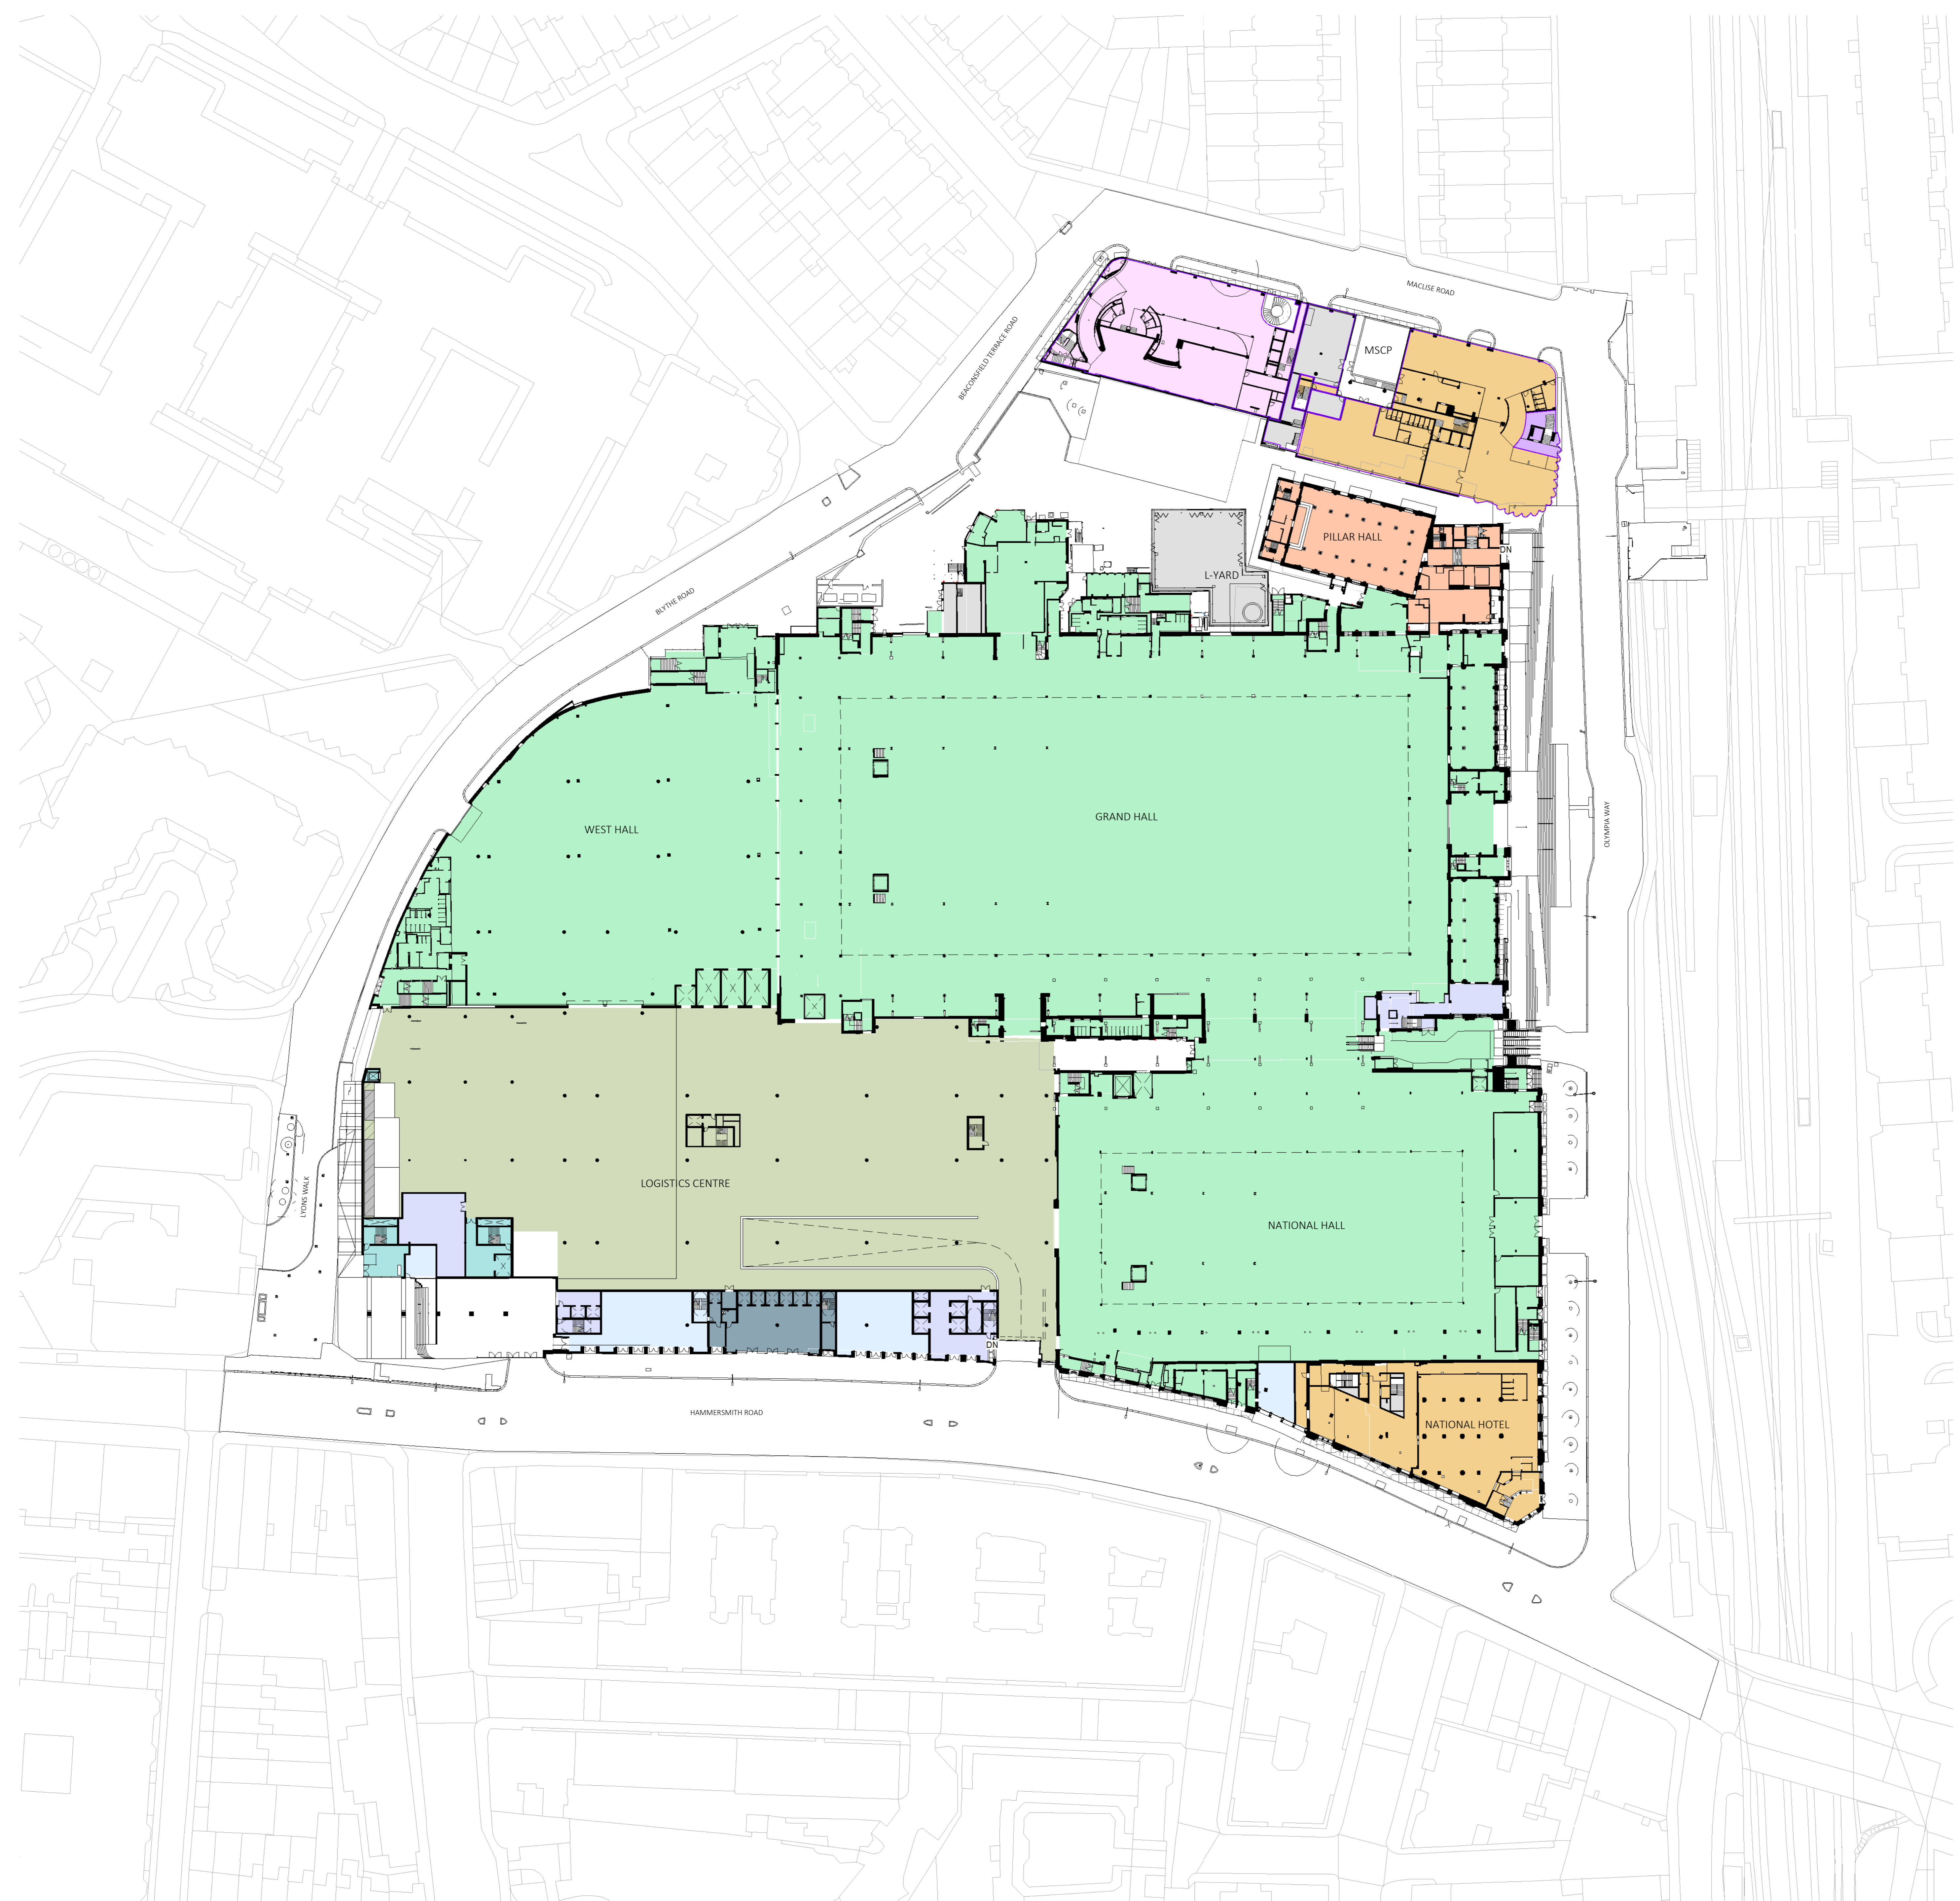 MACLISE ROAD
MSCP
BEACONSFIELD TERRACE ROAD
PILLAR HALL
DN
L-YARD
BLYTHE ROAD
GRAND HALL
WEST HALL
OLYMPIA WAY
LOGISTICS CENTRE
LYONS WALK
NATIONAL HALL
DN
HAMMERSMITH ROAD
NATIONAL HOTEL